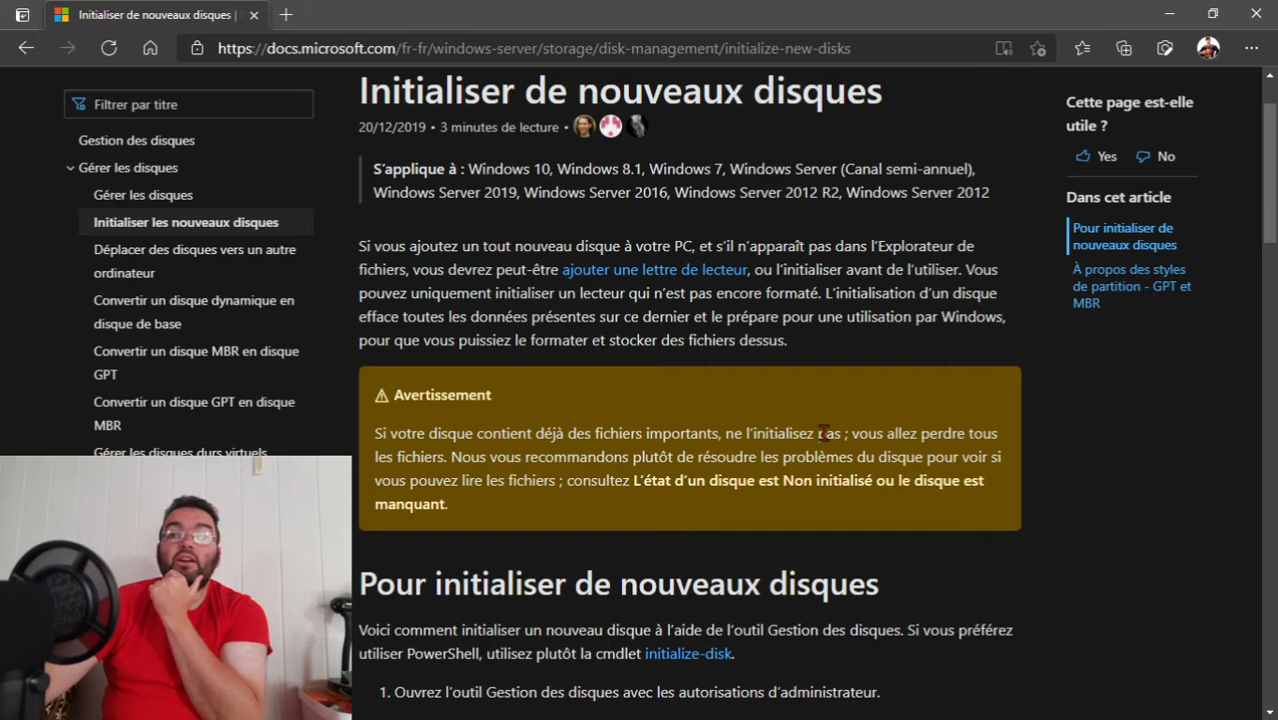 Initialiser de nouveaux disques |
https://docs.microsoft.com/fr-fr/windows-server/storage/disk-management/initialize-new-disks
Filtrer par titre
Gestion des disques
Gérer les disques
Gérer les disques
Initialiser les nouveaux disques
Déplacer des disques vers un autre
ordinateur
Convertir un disque dynamique en
disque de base
Convertir un disque MBR en disque
GPT
Convertir un disque GPT en disque
MBR
Gérer les disques durs virtuels
Initialiser de nouveaux disques
20/12/2019 • 3 minutes de lecture •
S'applique à : Windows 10, Windows 8.1, Windows 7, Windows Server (Canal semi-annuel),
Windows Server 2019, Windows Server 2016, Windows Server 2012 R2, Windows Server 2012
Si vous ajoutez un tout nouveau disque à votre PC, et s'il n'apparaît pas dans l'Explorateur de
fichiers, vous devrez peut-être ajouter une lettre de lecteur, ou l'initialiser avant de l'utiliser. Vous
pouvez uniquement initialiser un lecteur qui n'est pas encore formaté. L'initialisation d'un disque
efface toutes les données présentes sur ce dernier et le prépare pour une utilisation par Windows,
pour que vous puissiez le formater et stocker des fichiers dessus.
Avertissement
Si votre disque contient déjà des fichiers importants, ne l'initialisez pas ; vous allez perdre tous
les fichiers. Nous vous recommandons plutôt de résoudre les problèmes du disque pour voir si
vous pouvez lire les fichiers ; consultez L'état d'un disque est Non initialisé ou le disque est
manquant.
Pour initialiser de nouveaux disques
Voici comment initialiser un nouveau disque à l'aide de l'outil Gestion des disques. Si vous préférez
utiliser PowerShell, utilisez plutôt la cmdlet initialize-disk.
1. Ouvrez l'outil Gestion des disques avec les autorisations d'administrateur.
Cette page est-elle
utile ?
Yes No
Dans cet article
Pour initialiser de
nouveaux disques
À propos des styles
de partition - GPT et
MBR